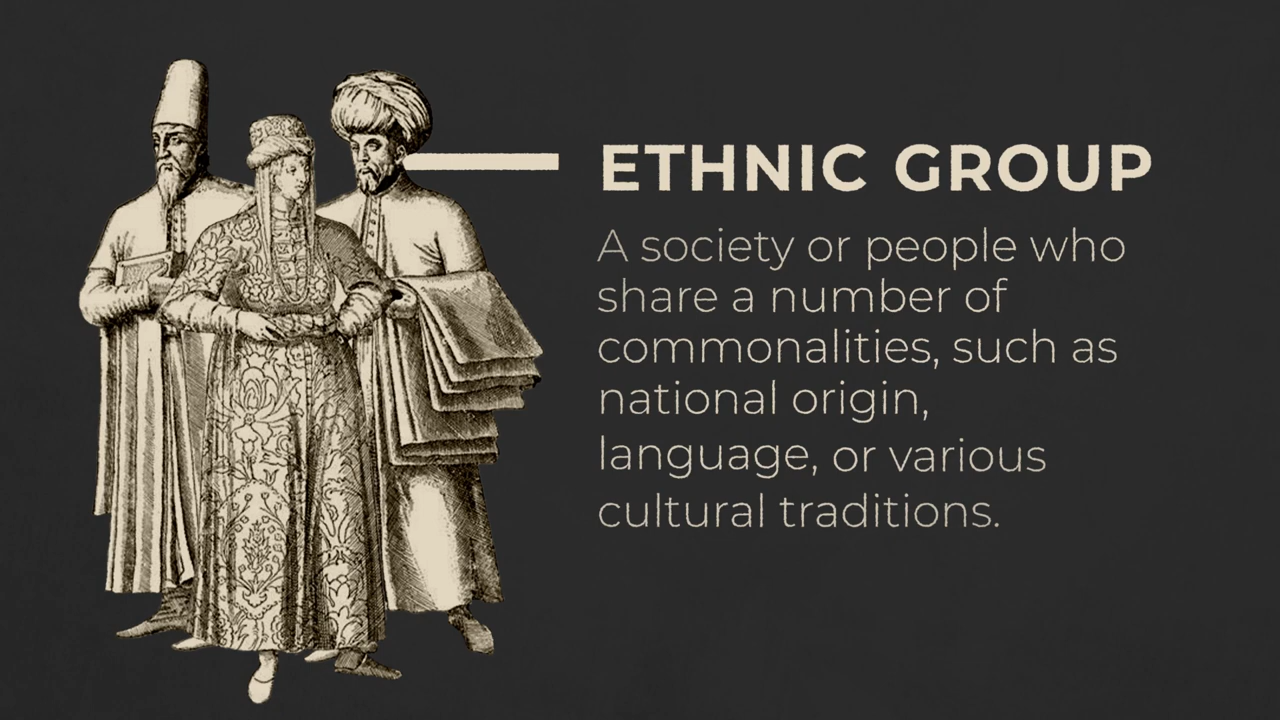 ETHNIC GROUP
A society or people who
share a number of
commonalities, such as
national origin,
language, or various
cultural traditions.